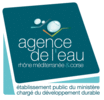 agence
de l'eau
rhône méditerranée & corse
établissement public du ministère
chargé du développement durable